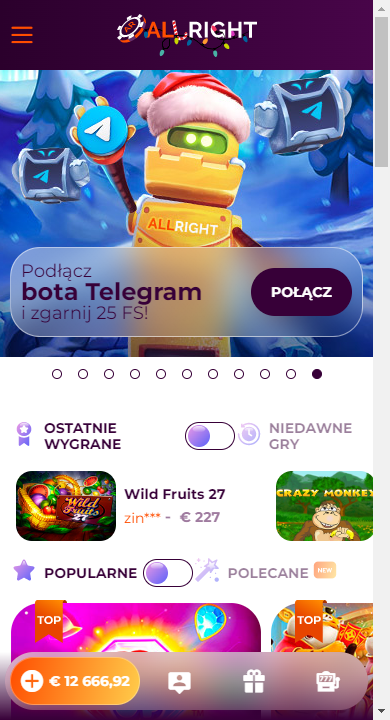 ALLRIGHT
ALLRIGHT
Podłącz
bota Telegram
i zgarnij 25 FS!
POŁĄCZ
OSTATNIE
WYGRANE
NIEDAWNE
GRY
Wild
Fruits
27
Wild Fruits 27
zin*** - € 227
CRAZY MONKEY
POPULARNE
POLECANE
NEW
TOP
TOP
€ 12 666,92
777